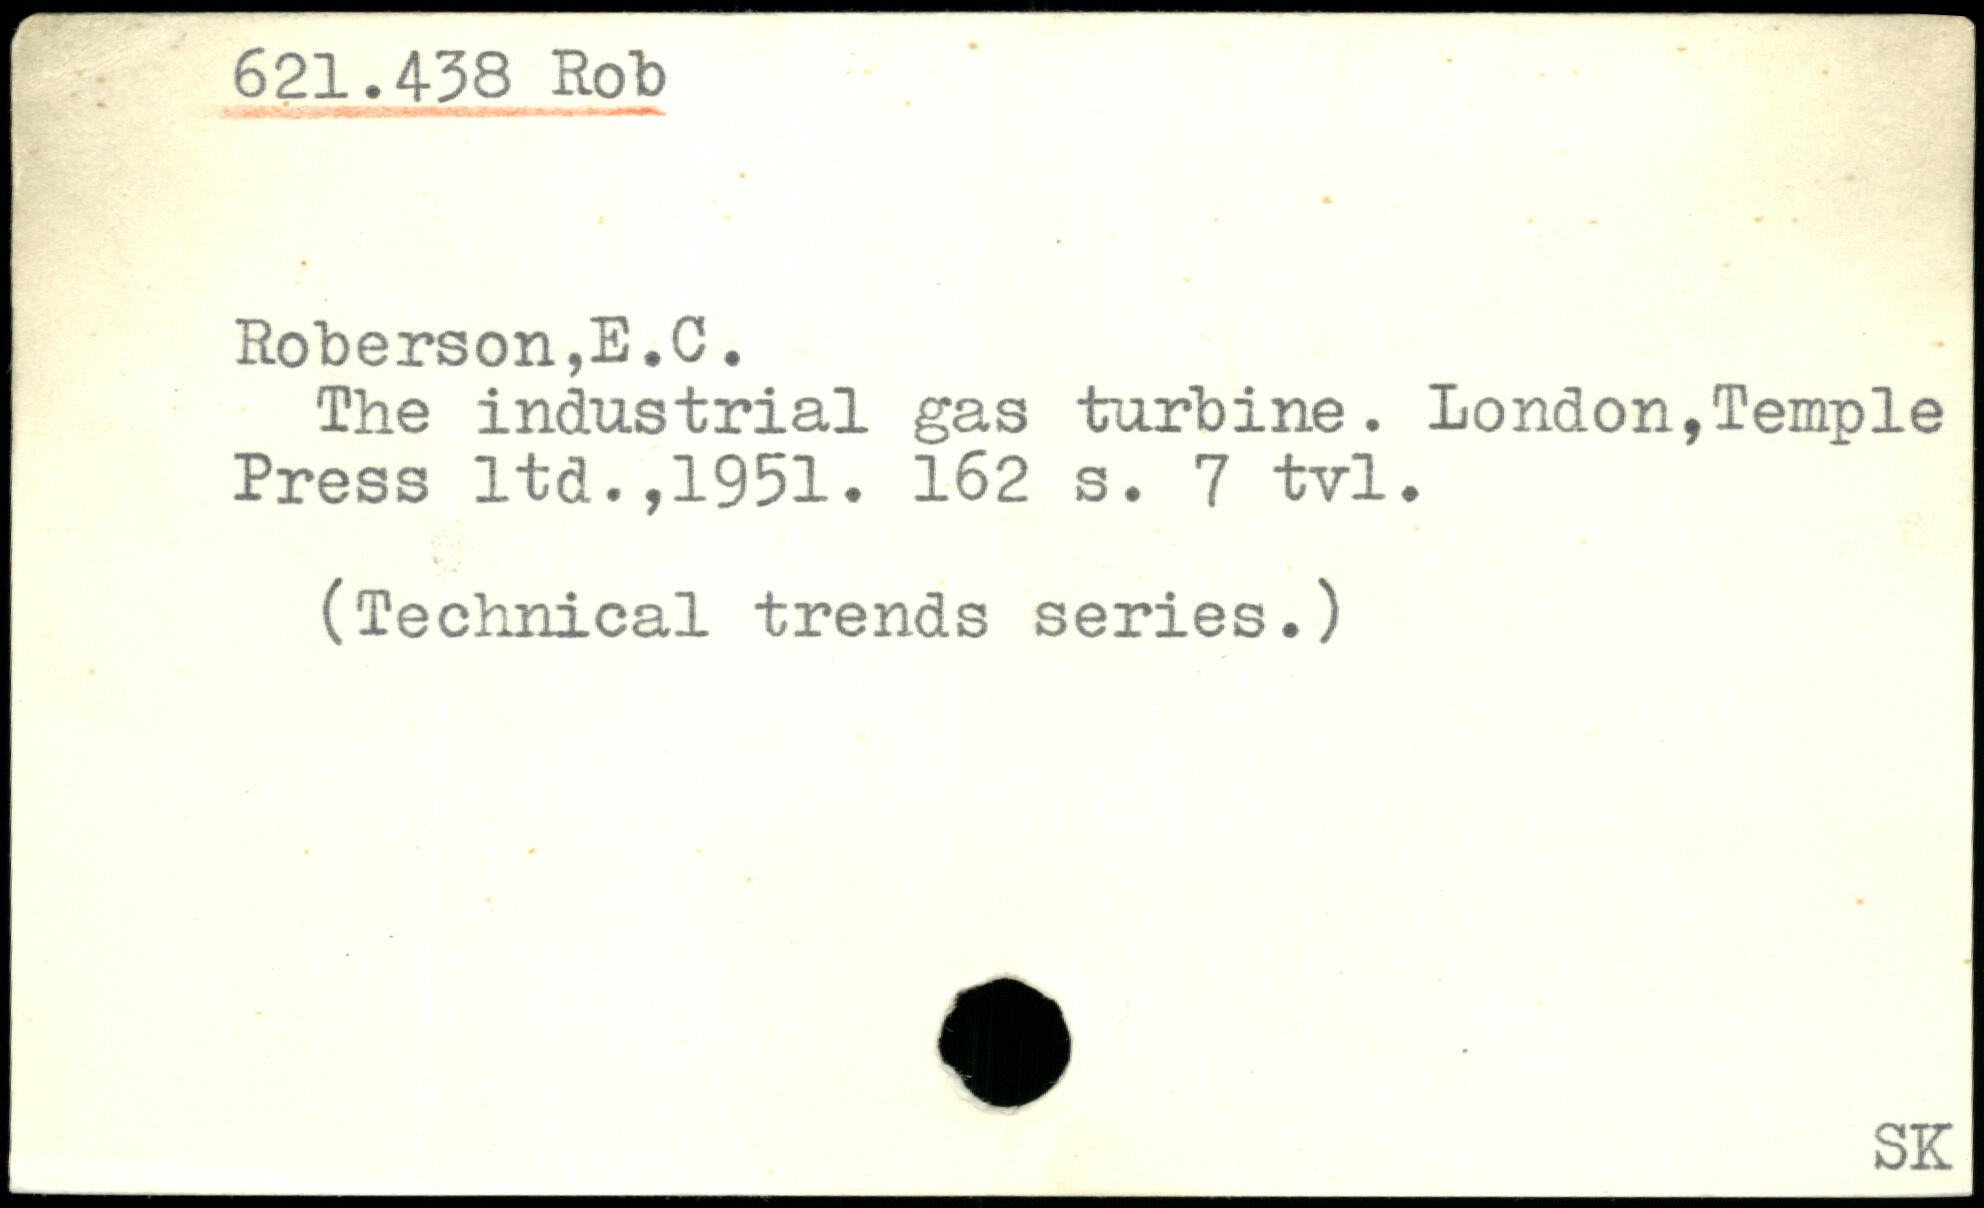 621.438 Rob
Roberson,E.C.
The industrial gas turbine. London,Temple
Press ltd.,1951. 162 s. 7 tvl.
(Technical trends series.)
SK